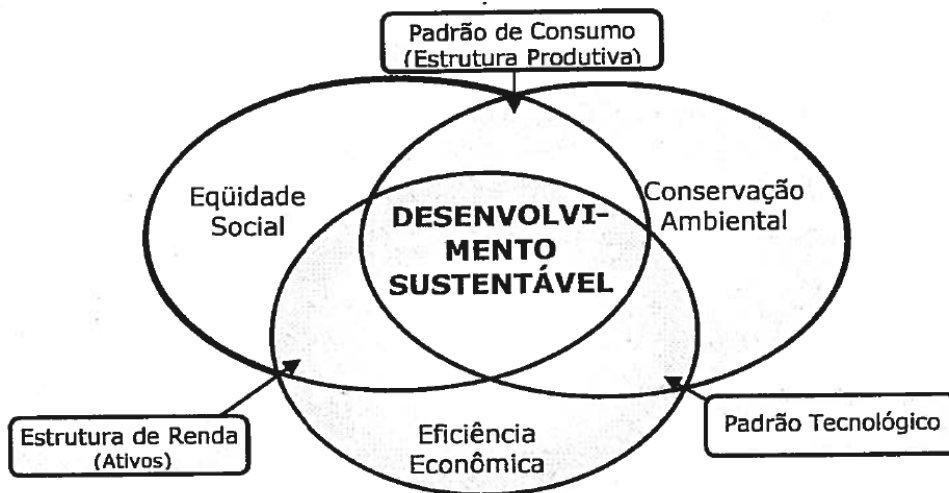 Padrão de Consumo
(Estrutura Produtiva)
Eqüidade
Social
Conservação
Ambiental
DESENVOLVI-
MENTO
SUSTENTÁVEL
Estrutura de Renda
(Ativos)
Eficiência
Econômica
Padrão Tecnológico